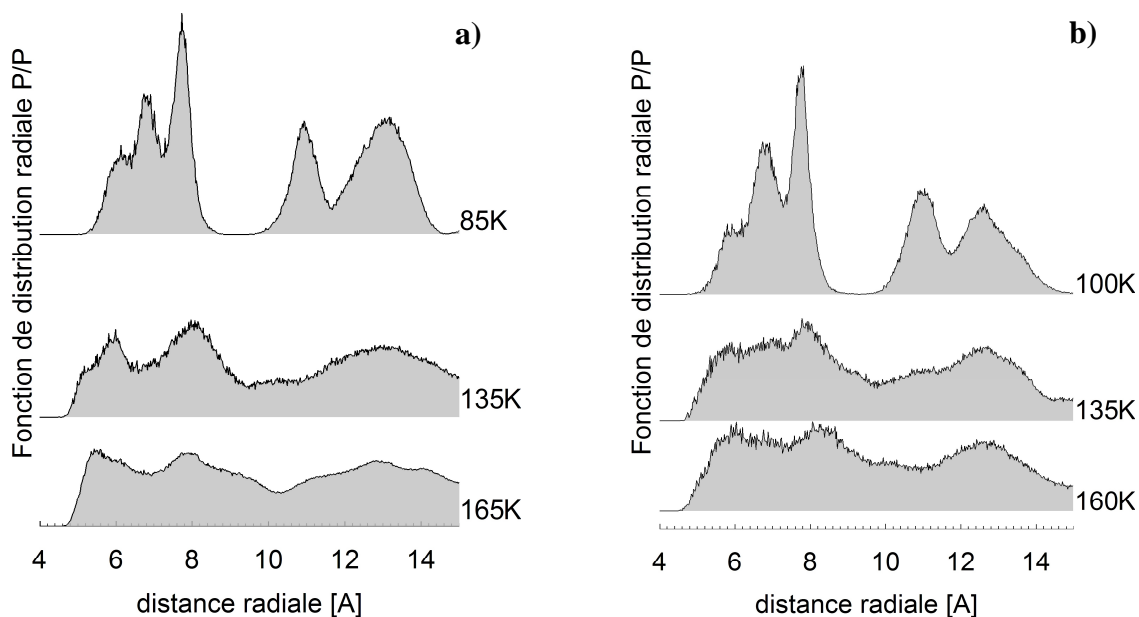 a)
Fonction de distribution radiale P/P
85K
135K
165K
4 6 8 10 12 14
distance radiale [A]
b)
Fonction de distribution radiale P/P
100K
135K
160K
4 6 8 10 12 14
distance radiale [A]